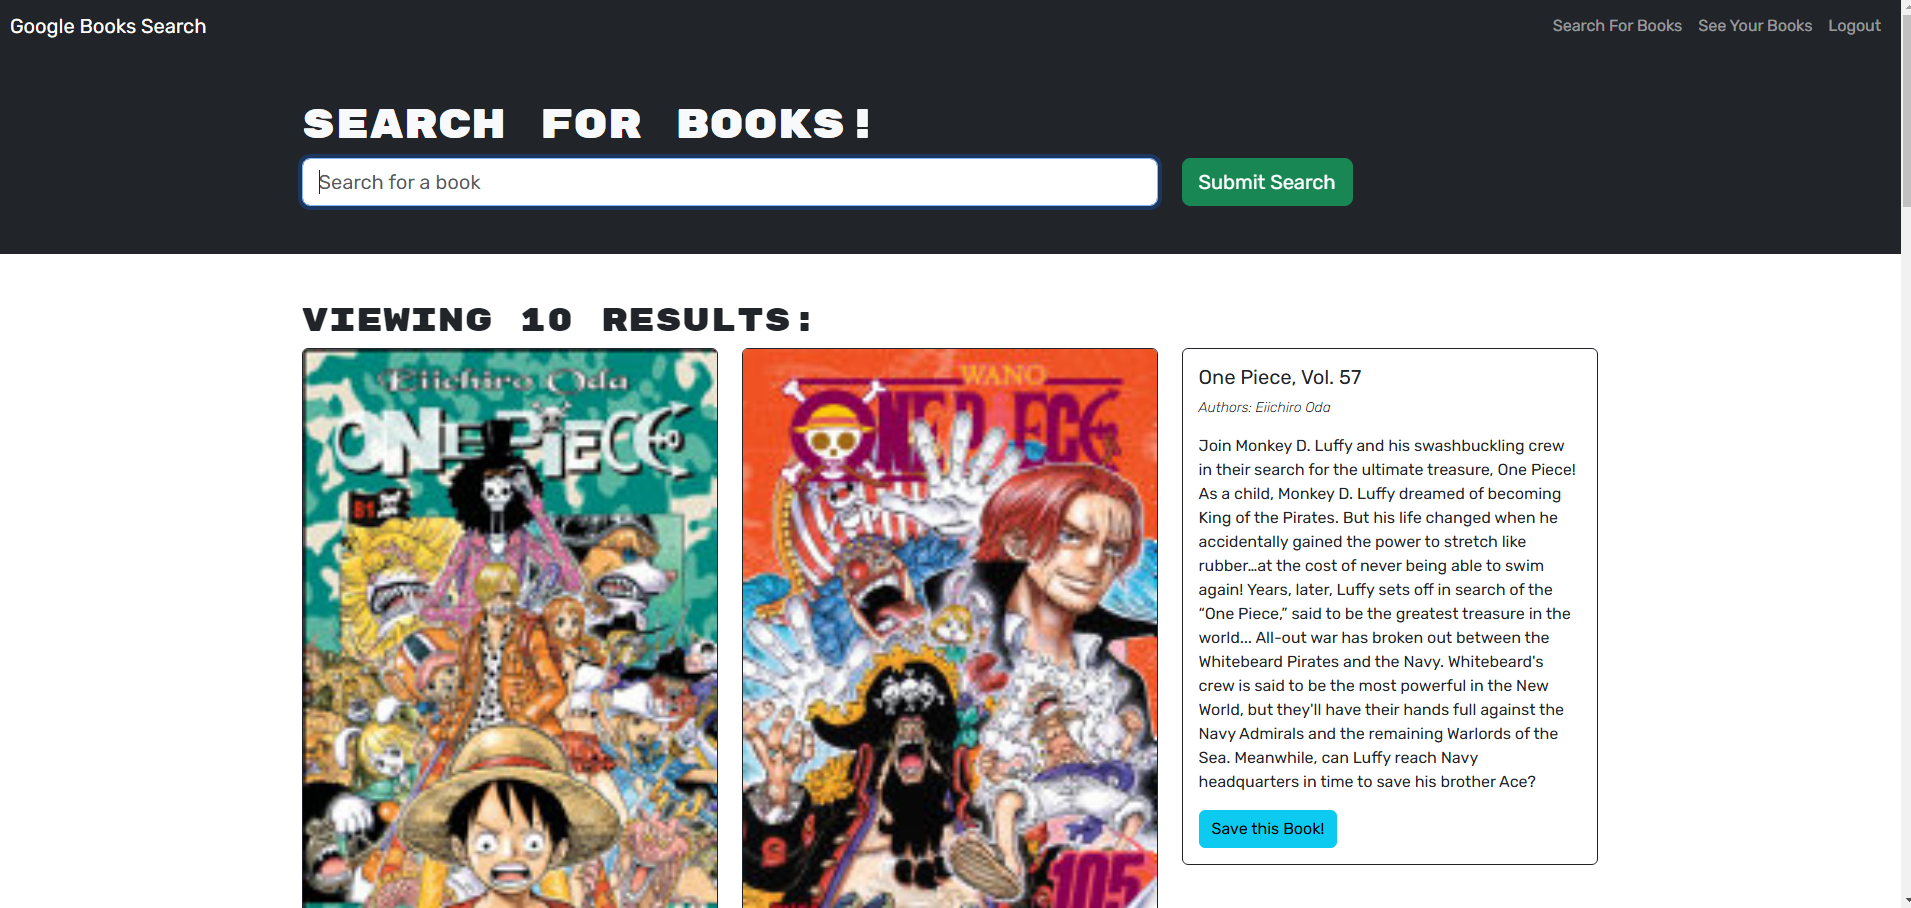 Google Books Search
Search For Books
See Your Books
Logout
SEARCH FOR BOOKS!
Search for a book
Submit Search
VIEWING 10 RESULTS:
Eiichiro Oda
ONE PIECE
81
WANO
ONE PIECE
105
One Piece, Vol. 57
Authors: Eiichiro Oda
Join Monkey D. Luffy and his swashbuckling crew
in their search for the ultimate treasure, One Piece!
As a child, Monkey D. Luffy dreamed of becoming
King of the Pirates. But his life changed when he
accidentally gained the power to stretch like
rubber…at the cost of never being able to swim
again! Years, later, Luffy sets off in search of the
“One Piece,” said to be the greatest treasure in the
world... All-out war has broken out between the
Whitebeard Pirates and the Navy. Whitebeard's
crew is said to be the most powerful in the New
World, but they'll have their hands full against the
Navy Admirals and the remaining Warlords of the
Sea. Meanwhile, can Luffy reach Navy
headquarters in time to save his brother Ace?
Save this Book!